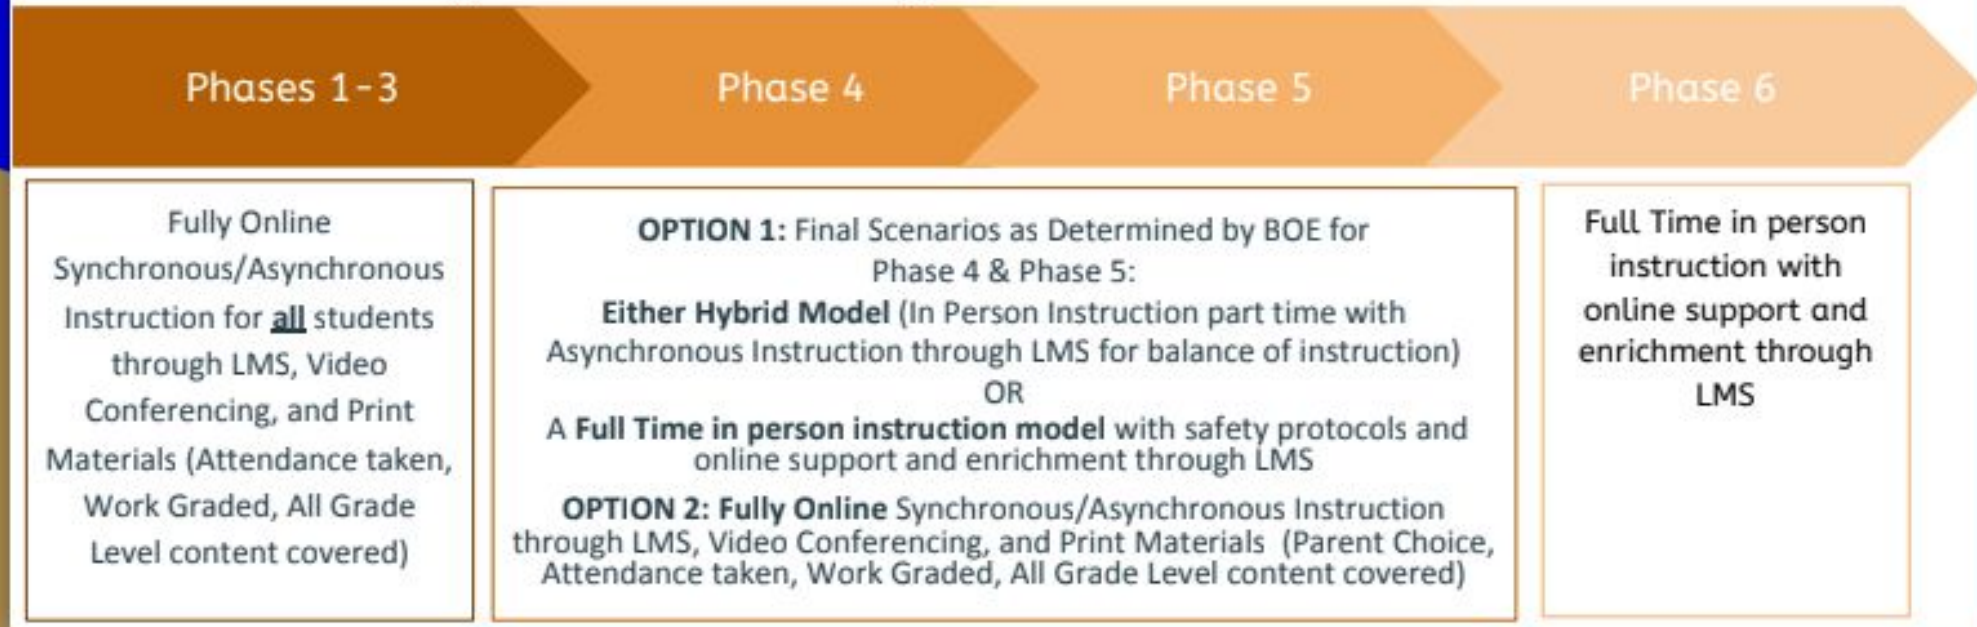 Phases 1-3
Phase 4
Phase 5
Phase 6
Fully Online
Synchronous/Asynchronous
Instruction for all students
through LMS, Video
Conferencing, and Print
Materials (Attendance taken,
Work Graded, All Grade
Level content covered)
OPTION 1: Final Scenarios as Determined by BOE for
Phase 4 & Phase 5:
Either Hybrid Model (In Person Instruction part time with
Asynchronous Instruction through LMS for balance of instruction)
OR
A Full Time in person instruction model with safety protocols and
online support and enrichment through LMS
OPTION 2: Fully Online Synchronous/Asynchronous Instruction
through LMS, Video Conferencing, and Print Materials (Parent Choice,
Attendance taken, Work Graded, All Grade Level content covered)
Full Time in person
instruction with
online support and
enrichment through
LMS